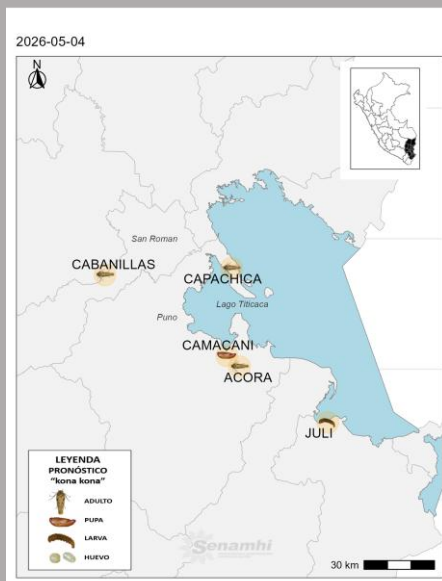 2026-05-04
N
San Roman
CABANILLAS
CAPACHICA
Lago Titicaca
Puno
CAMACANI
ACORA
JULI
LEYENDA
PRONÓSTICO
"kona kona"
ADULTO
PUPA
LARVA
HUEVO
Senamhi
30 km